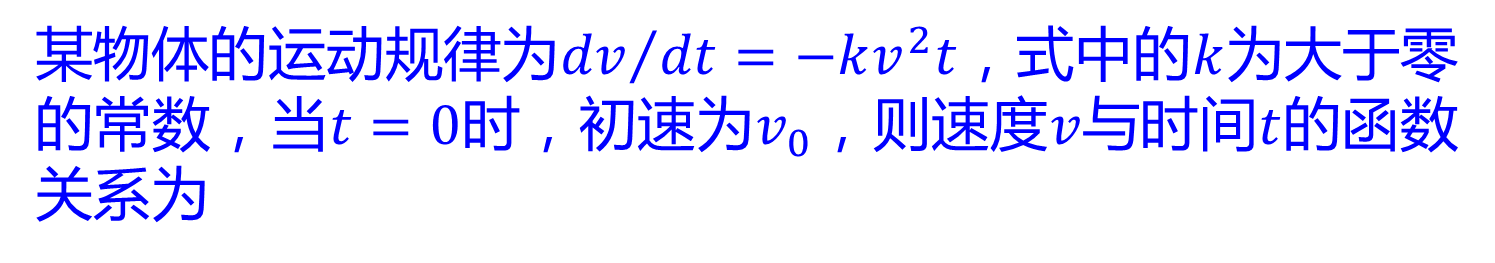 某物体的运动规律为𝑑𝑣/𝑑𝑡 = −𝑘𝑣²𝑡，式中的𝑘为大于零
的常数，当𝑡 = 0时，初速为𝑣₀，则速度𝑣与时间𝑡的函数
关系为